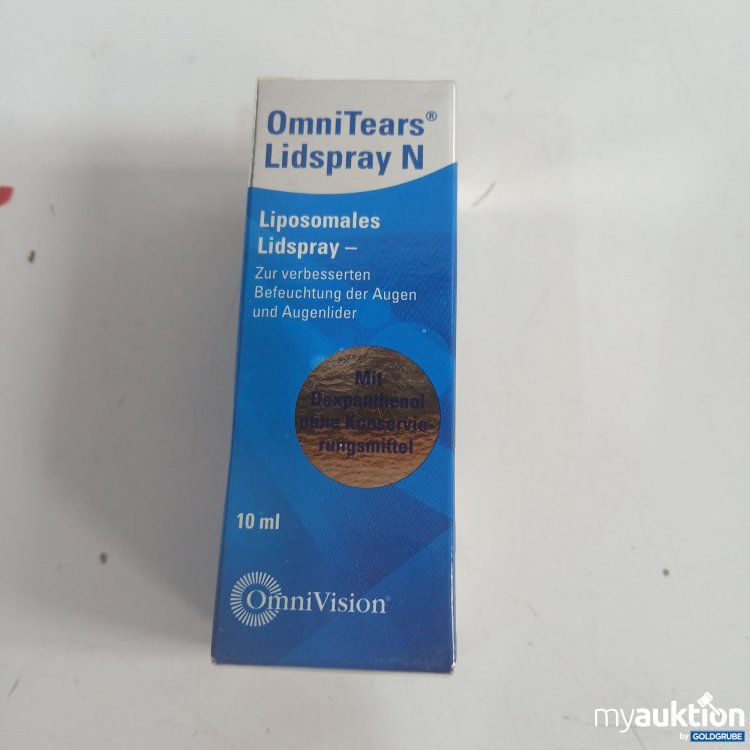 OmniTears®
Lidspray N
Liposomales
Lidspray –
Zur verbesserten
Befeuchtung der Augen
und Augenlider
Mit
Dexpanthenol
ohne Konservie-
rungsmittel
10 ml
OmniVision®
myauktion
by GOLDGRUBE